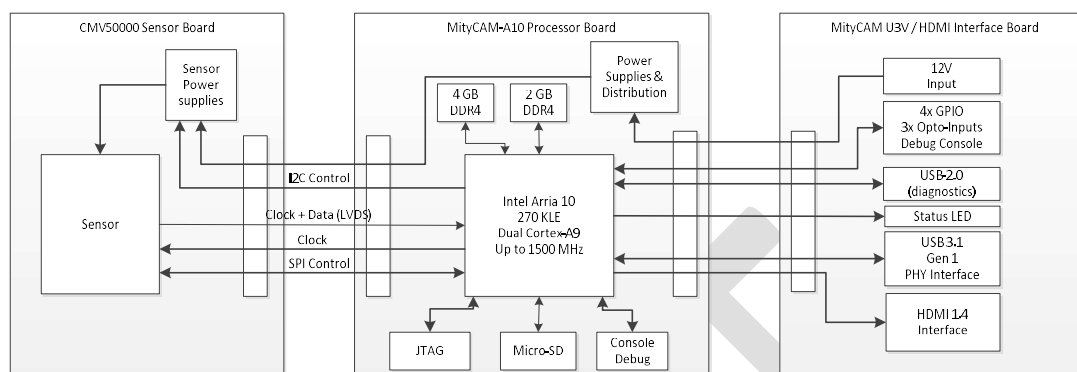 CMV50000 Sensor Board
Sensor
Power
supplies
Sensor
I2C Control
Clock + Data (LVDS)
Clock
SPI Control
MityCAM-A10 Processor Board
4 GB
DDR4
2 GB
DDR4
Power
Supplies &
Distribution
Intel Arria 10
270 KLE
Dual Cortex-A9
Up to 1500 MHz
JTAG
Micro-SD
Console
Debug
MityCAM U3V / HDMI Interface Board
12V
Input
4x GPIO
3x Opto-Inputs
Debug Console
USB-2.0
(diagnostics)
Status LED
USB 3.1
Gen 1
PHY Interface
HDMI 1.4
Interface